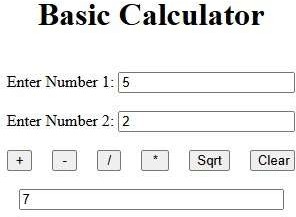 Basic Calculator
Enter Number 1: 5
Enter Number 2: 2
+ - / * Sqrt Clear
7